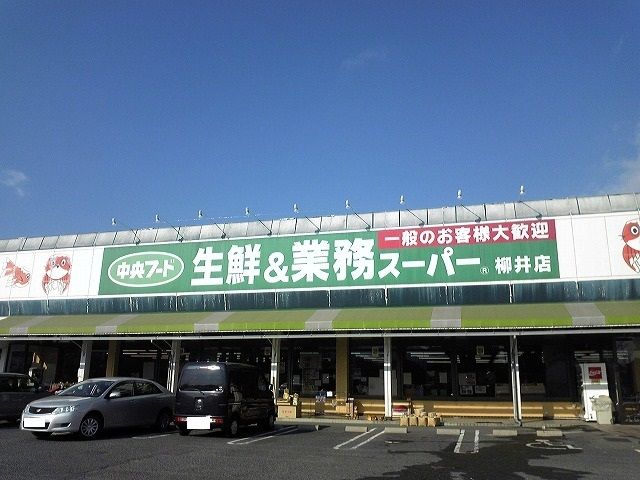 一般のお客様大歓迎
中央フード
生鮮&業務スーパー® 柳井店